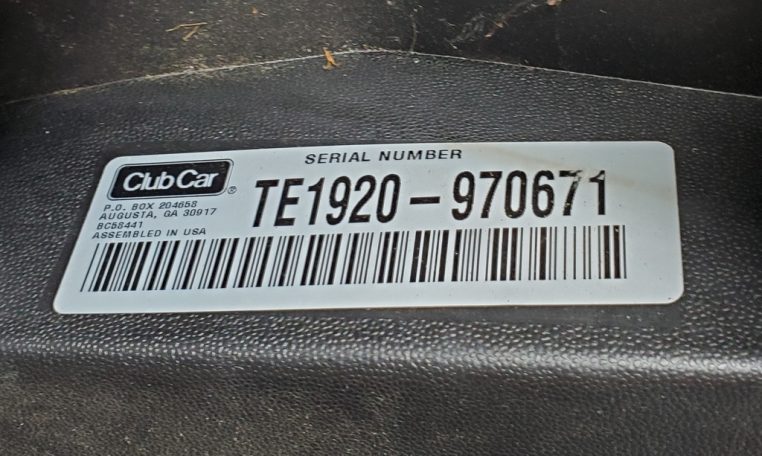 SERIAL NUMBER
Club Car ®
TE1920-970671
P.O. BOX 204658
AUGUSTA, GA 30917
BC58441
ASSEMBLED IN USA